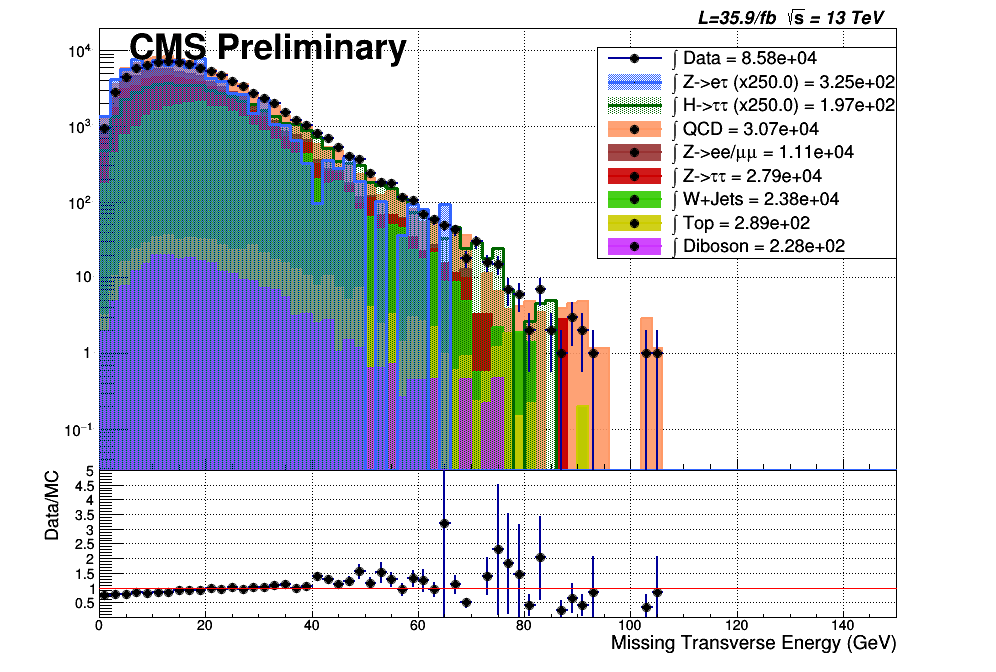 L=35.9/fb √s = 13 TeV
CMS Preliminary
∫ Data = 8.58e+04
∫ Z->eτ (x250.0) = 3.25e+02
∫ H->ττ (x250.0) = 1.97e+02
∫ QCD = 3.07e+04
∫ Z->ee/μμ = 1.11e+04
∫ Z->ττ = 2.79e+04
∫ W+Jets = 2.38e+04
∫ Top = 2.89e+02
∫ Diboson = 2.28e+02
10⁴
10³
10²
10
1
10⁻¹
Data/MC
5
4.5
4
3.5
3
2.5
2
1.5
1
0.5
0 20 40 60 80 100 120 140
Missing Transverse Energy (GeV)